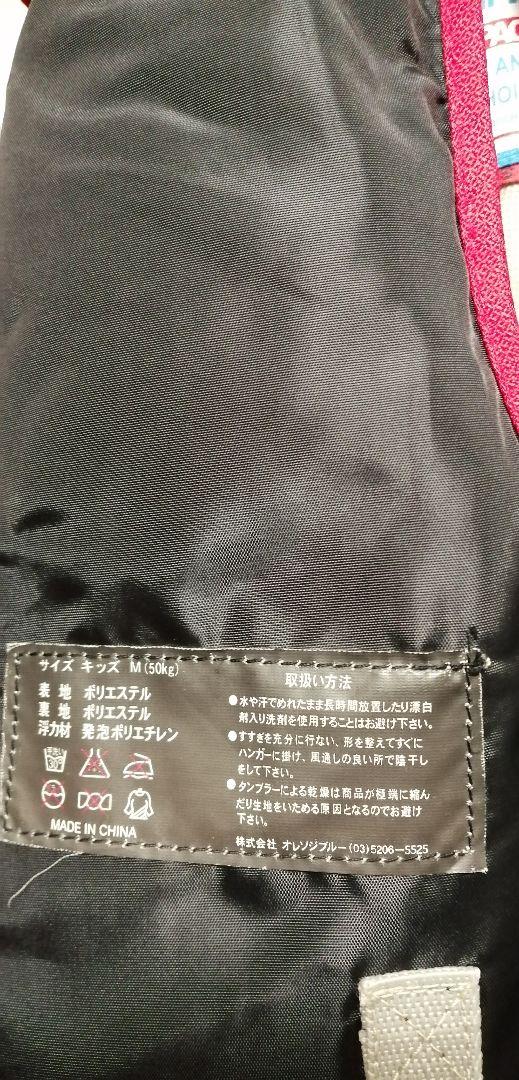 PAC
AN
HOU
サイズ キッズ M(50kg)
表 地 ポリエステル
裏 地 ポリエステル
浮力材 発泡ポリエチレン
MADE IN CHINA
取扱い方法
●水や汗でぬれたまま長時間放置したり漂白
剤入り洗剤を使用することはお避け下さい。
●すすぎを充分に行ない、形を整えてすぐに
ハンガーに掛け、風通しの良い所で陰干し
をして下さい。
●タンブラーによる乾燥は商品が極端に縮ん
だり生地をいためる原因となるのでお避け
下さい。
株式会社 オレンジブルー (03)5206-5525